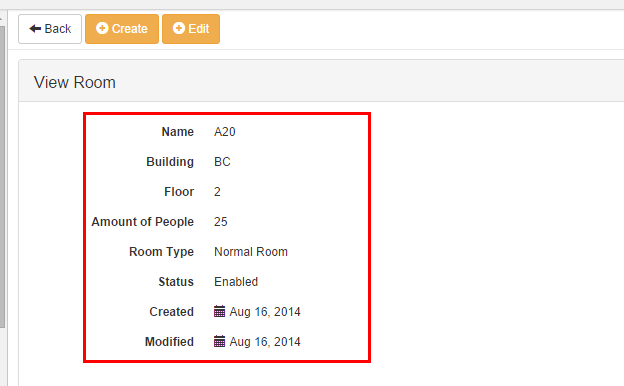 Back Create Edit
View Room
Name A20
Building BC
Floor 2
Amount of People 25
Room Type Normal Room
Status Enabled
Created Aug 16, 2014
Modified Aug 16, 2014